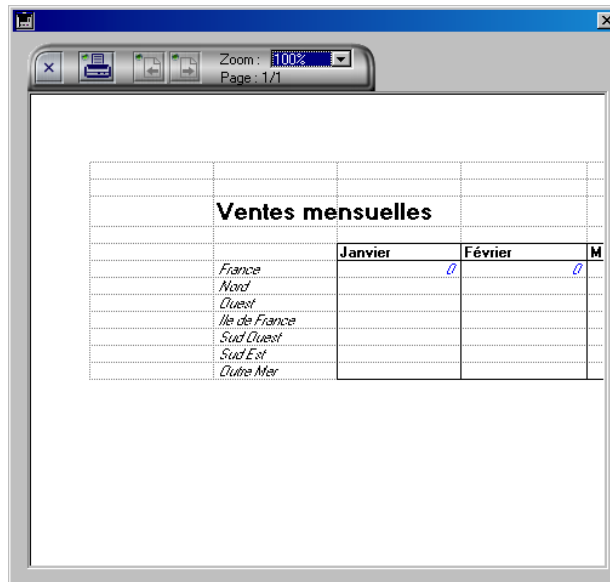 Zoom : 100%
Page : 1/1
Ventes mensuelles
Janvier Février M
France 0 0
Nord
Ouest
Ile de France
Sud Ouest
Sud Est
Outre Mer